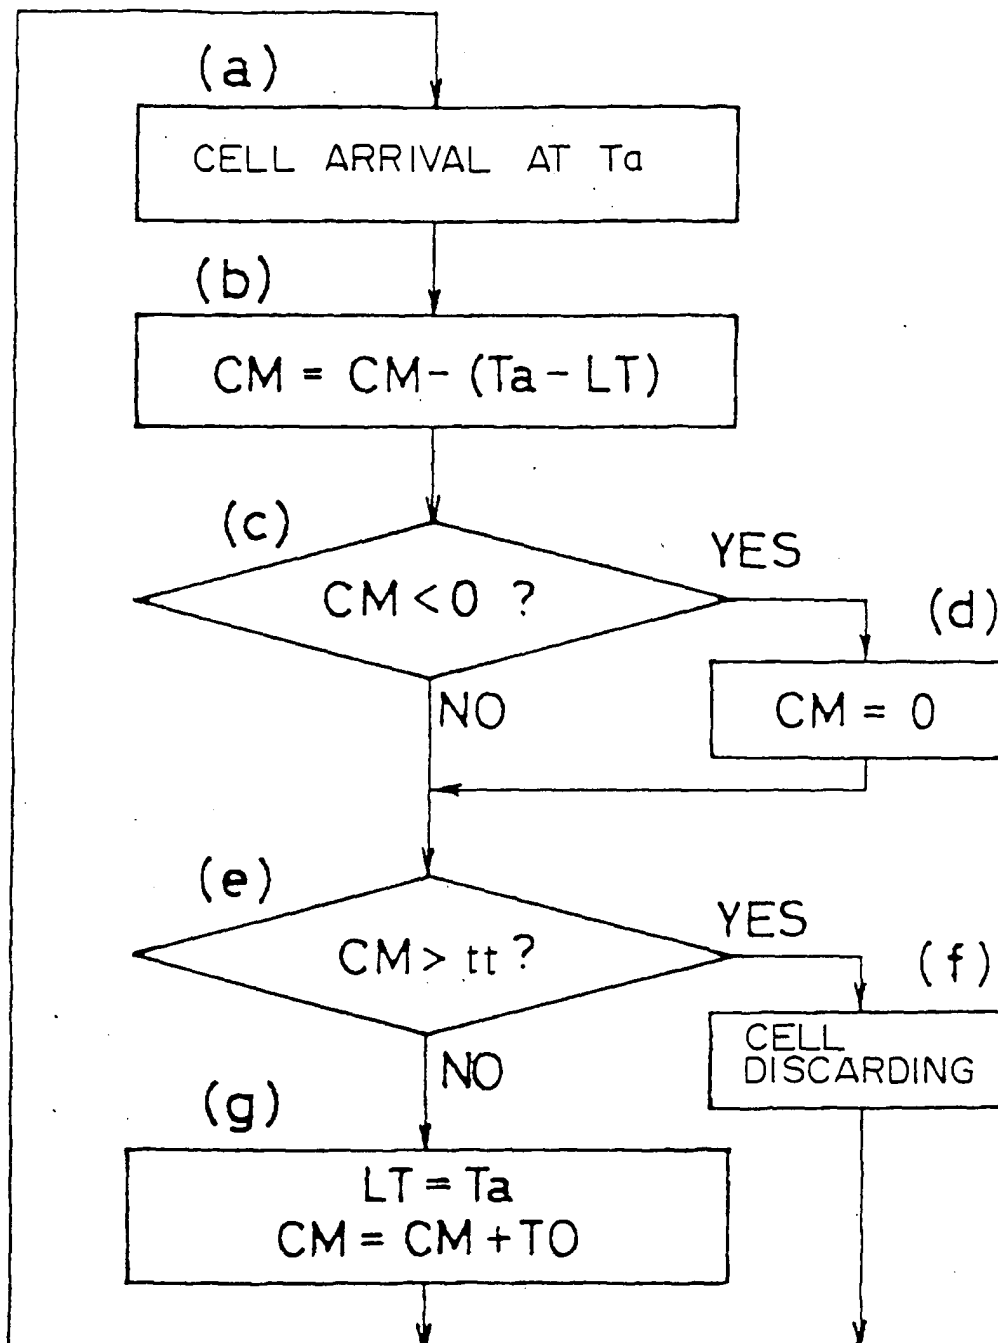 (a)
CELL ARRIVAL AT Ta
(b)
CM = CM- (Ta - LT)
(c)
CM < 0 ?
YES
(d)
CM = 0
NO
(e)
CM > tt ?
YES
(f)
CELL
DISCARDING
NO
(g)
LT = Ta
CM = CM + TO